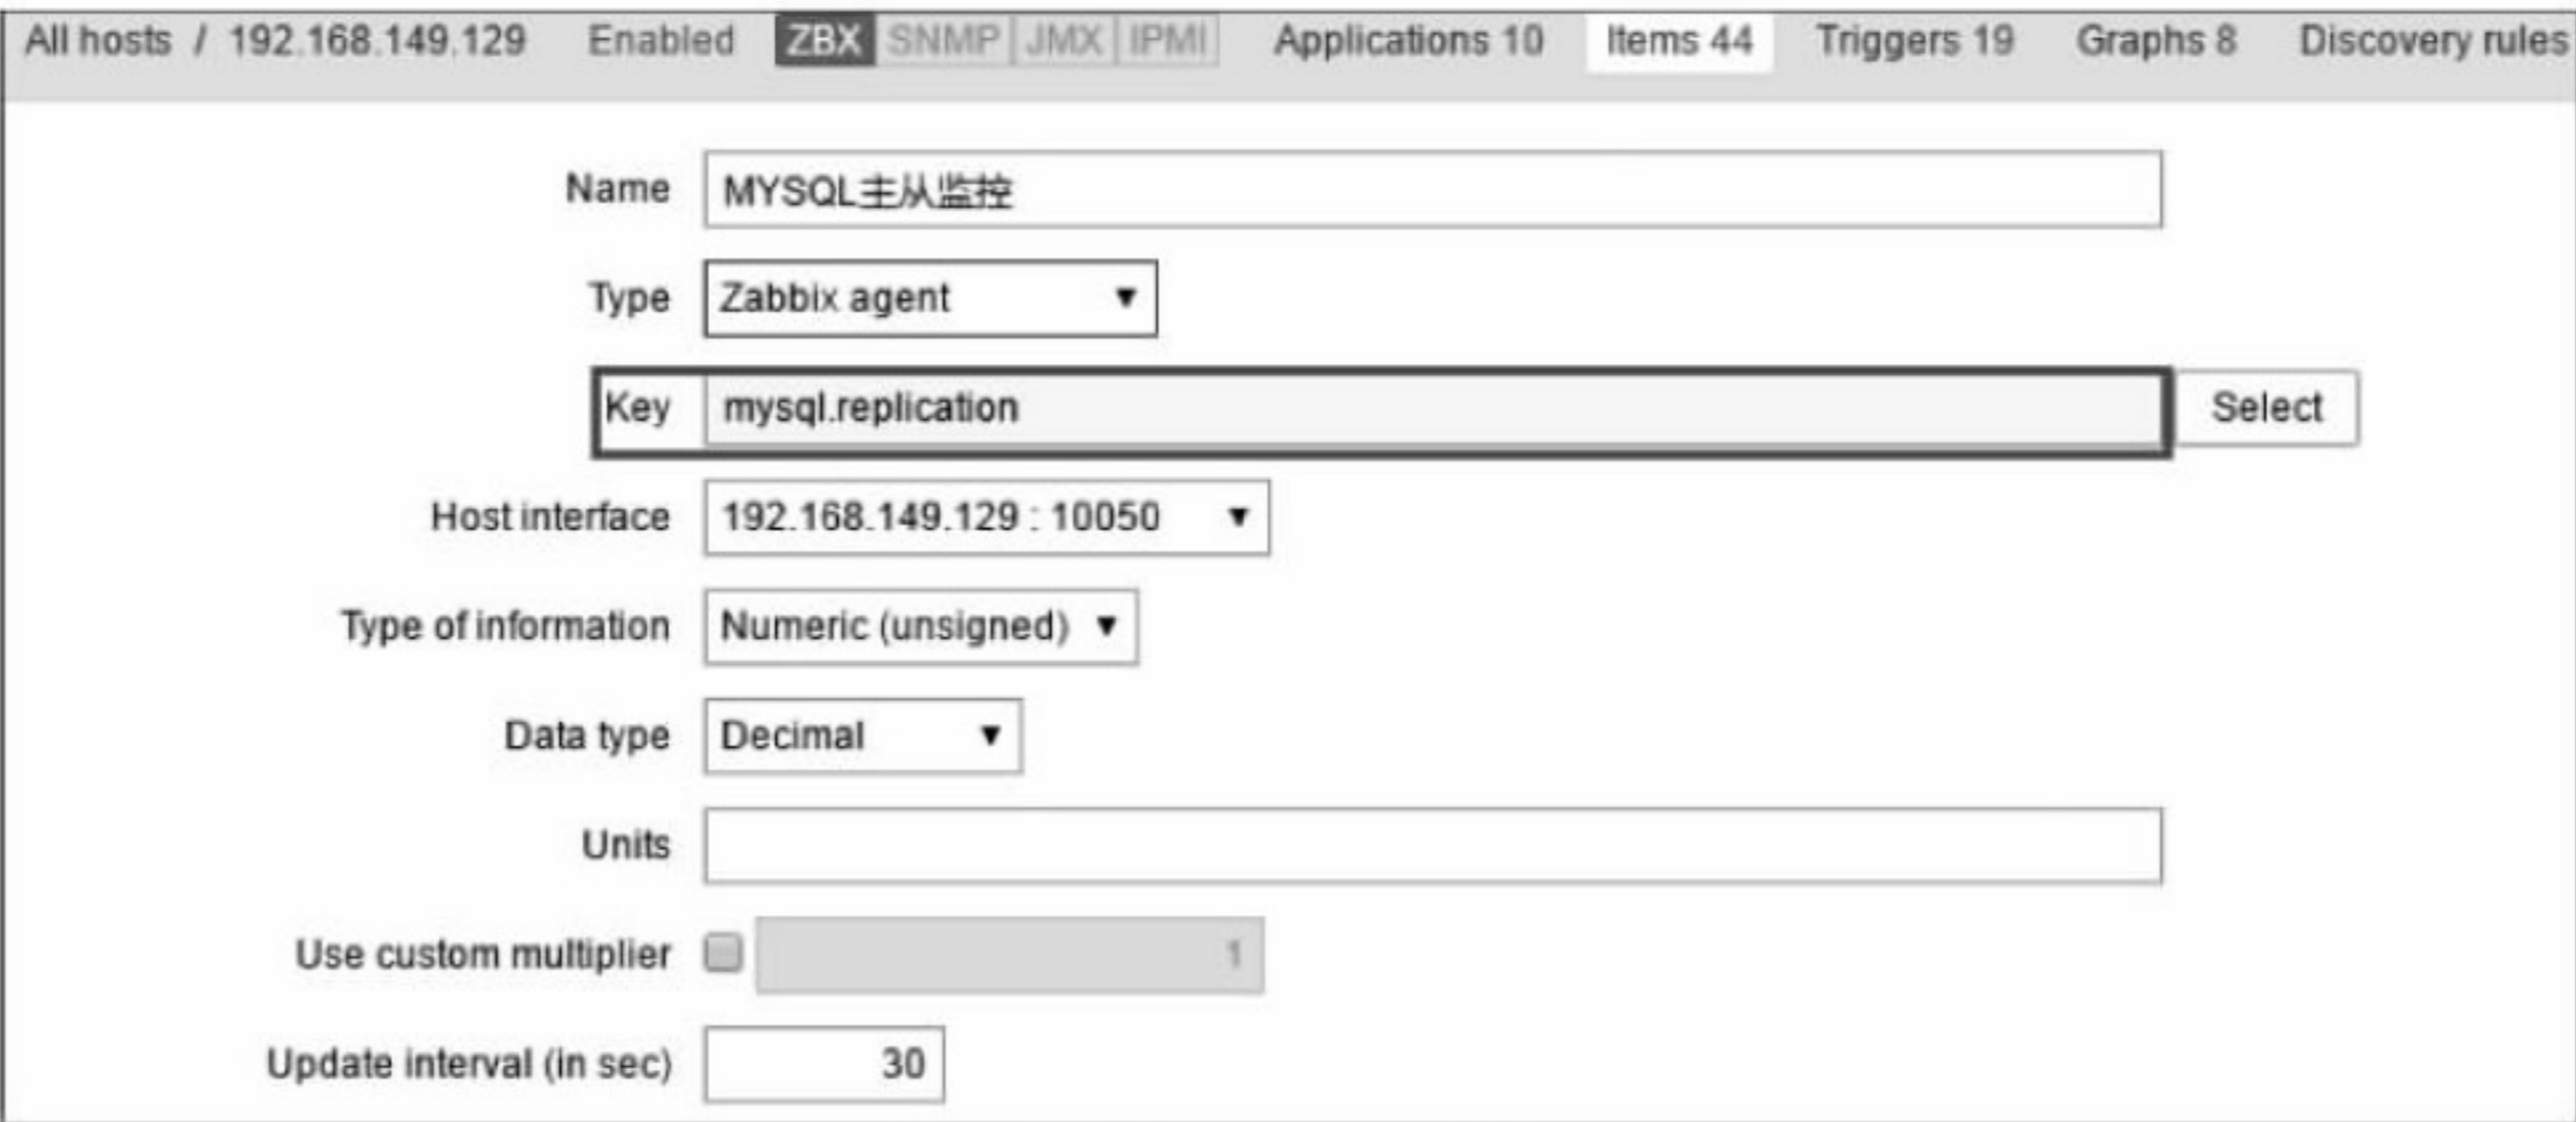 All hosts / 192.168.149.129 Enabled ZBX SNMP JMX IPMI Applications 10 Items 44 Triggers 19 Graphs 8 Discovery rules
Name MYSQL主从监控
Type Zabbix agent
Key mysql.replication Select
Host interface 192.168.149.129 : 10050
Type of information Numeric (unsigned)
Data type Decimal
Units
Use custom multiplier 1
Update interval (in sec) 30